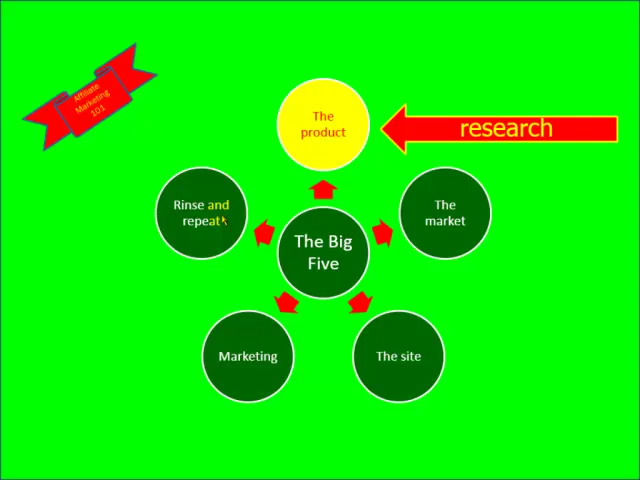 Affiliate
Marketing
101
The
product
research
Rinse and
repeat
The
market
The Big
Five
Marketing
The site